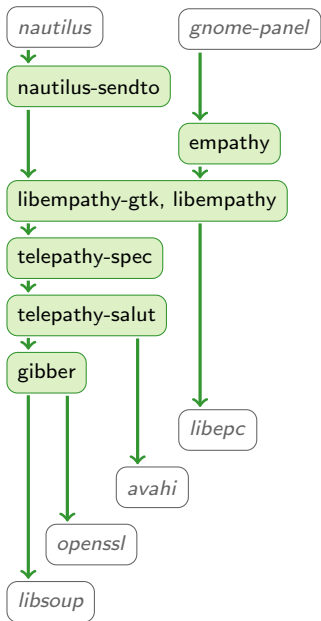 nautilus
gnome-panel
nautilus-sendto
empathy
libempathy-gtk, libempathy
telepathy-spec
telepathy-salut
gibber
libepc
avahi
openssl
libsoup